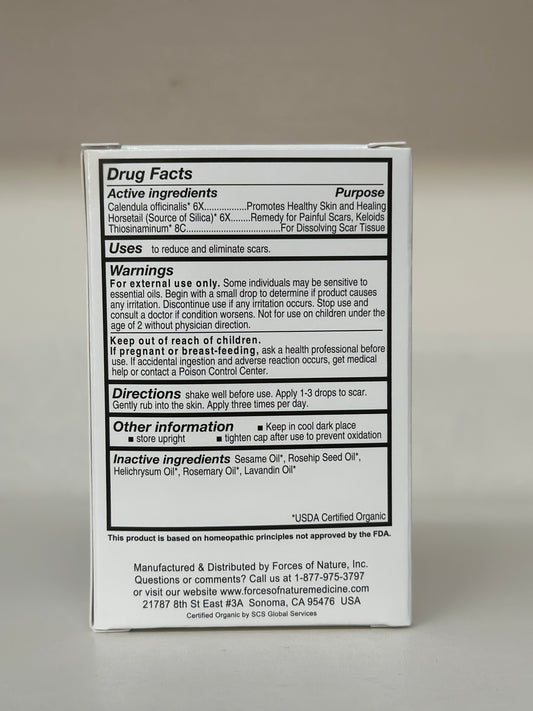 Drug Facts
Active ingredients Purpose
Calendula officinalis* 6X.................Promotes Healthy Skin and Healing
Horsetail (Source of Silica)* 6X........Remedy for Painful Scars, Keloids
Thiosinaminum* 8C......................................For Dissolving Scar Tissue
Uses to reduce and eliminate scars.
Warnings
For external use only. Some individuals may be sensitive to
essential oils. Begin with a small drop to determine if product causes
any irritation. Discontinue use if any irritation occurs. Stop use and
consult a doctor if condition worsens. Not for use on children under the
age of 2 without physician direction.
Keep out of reach of children.
If pregnant or breast-feeding, ask a health professional before
use. If accidental ingestion and adverse reaction occurs, get medical
help or contact a Poison Control Center.
Directions shake well before use. Apply 1-3 drops to scar.
Gently rub into the skin. Apply three times per day.
Other information ■ Keep in cool dark place
■ store upright ■ tighten cap after use to prevent oxidation
Inactive ingredients Sesame Oil*, Rosehip Seed Oil*,
Helichrysum Oil*, Rosemary Oil*, Lavandin Oil*
*USDA Certified Organic
This product is based on homeopathic principles not approved by the FDA.
Manufactured & Distributed by Forces of Nature, Inc.
Questions or comments? Call us at 1-877-975-3797
or visit our website www.forcesofnaturemedicine.com
21787 8th St East #3A Sonoma, CA 95476 USA
Certified Organic by SCS Global Services